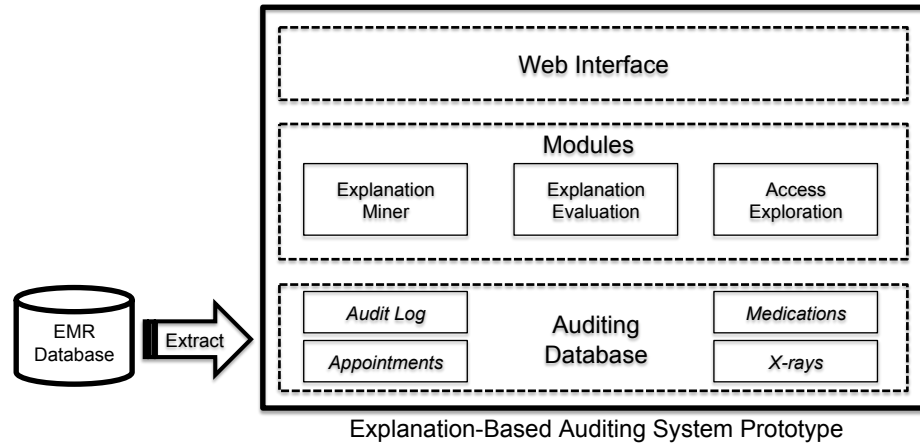 Web Interface
Modules
Explanation
Miner
Explanation
Evaluation
Access
Exploration
EMR
Database
Extract
Audit Log
Appointments
Auditing
Database
Medications
X-rays
Explanation-Based Auditing System Prototype